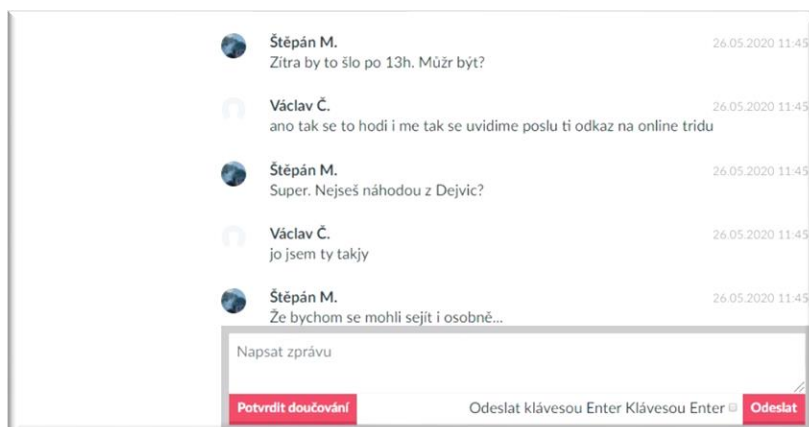 Štěpán M. 26.05.2020 11:45
Zítra by to šlo po 13h. Můžr být?
Václav Č. 26.05.2020 11:45
ano tak se to hodi i me tak se uvidime poslu ti odkaz na online tridu
Štěpán M. 26.05.2020 11:45
Super. Nejseš náhodou z Dejvic?
Václav Č. 26.05.2020 11:45
jo jsem ty takjy
Štěpán M. 26.05.2020 11:45
Že bychom se mohli sejít i osobně...
Napsat zprávu
Potvrdit doučování Odeslat klávesou Enter Klávesou Enter Odeslat